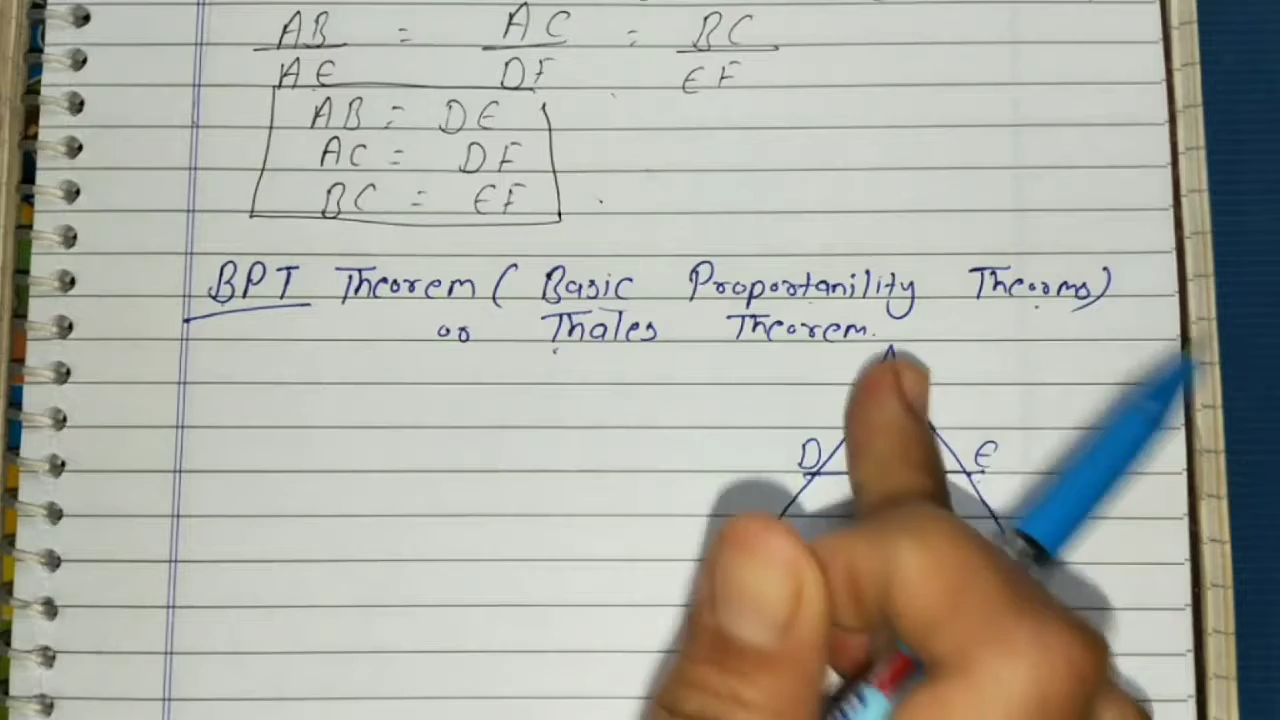 AB = AC = BC
AE DF EF
AB = DE
AC = DF
BC = EF
BPT Theorem ( Basic Proportanility Theorms)
or Thales Theorem.
D E